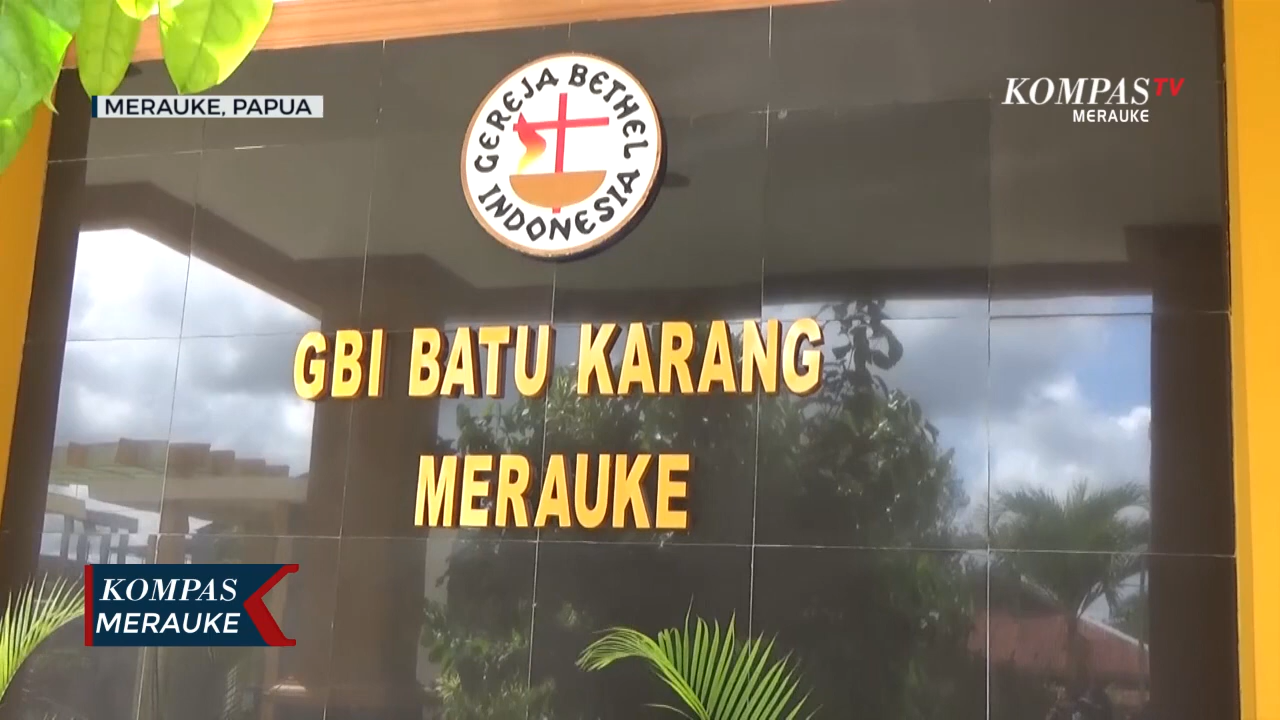 MERAUKE, PAPUA
KOMPASTV
MERAUKE
GEREJA BETHEL
INDONESIA
GBI BATU KARANG
MERAUKE
KOMPAS
MERAUKE